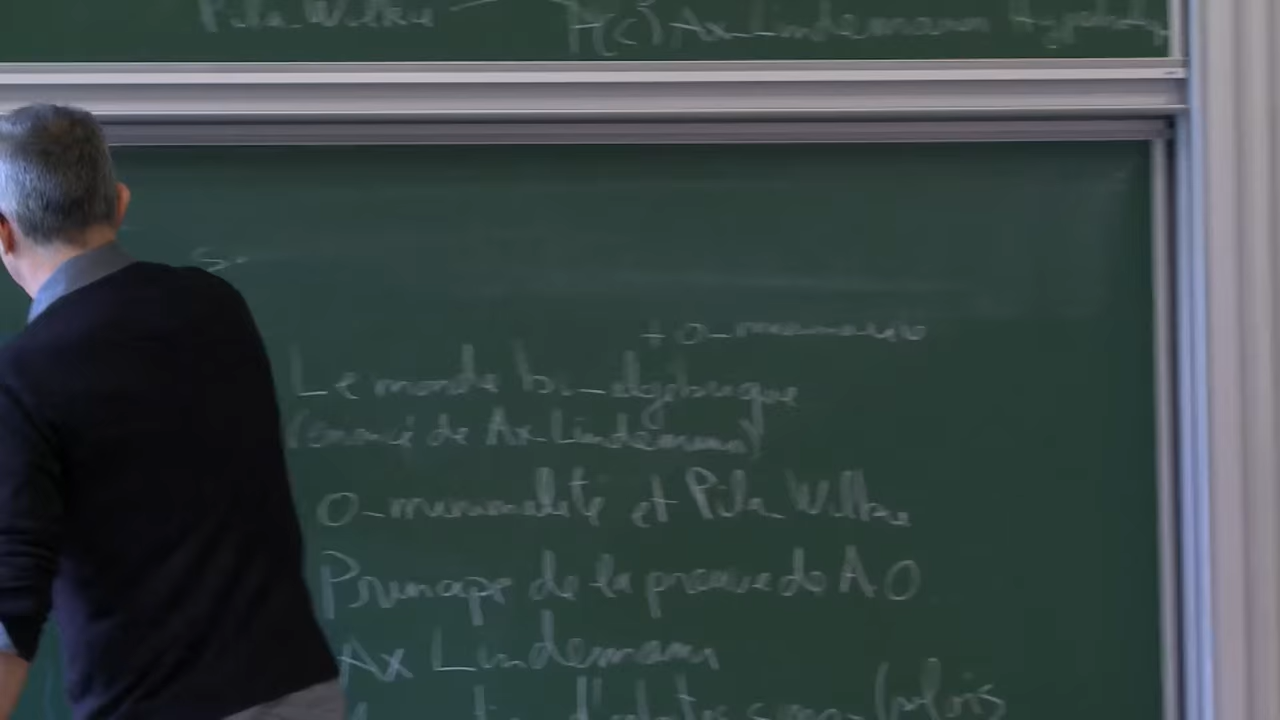 Pila Wilkie
Ax Lindemann
+ o-minimalité
Le monde bi-algébrique
(énoncé de Ax Lindemann)
o-minimalité et Pila Wilkie
Principe de la preuve de A.O
Ax Lindemann